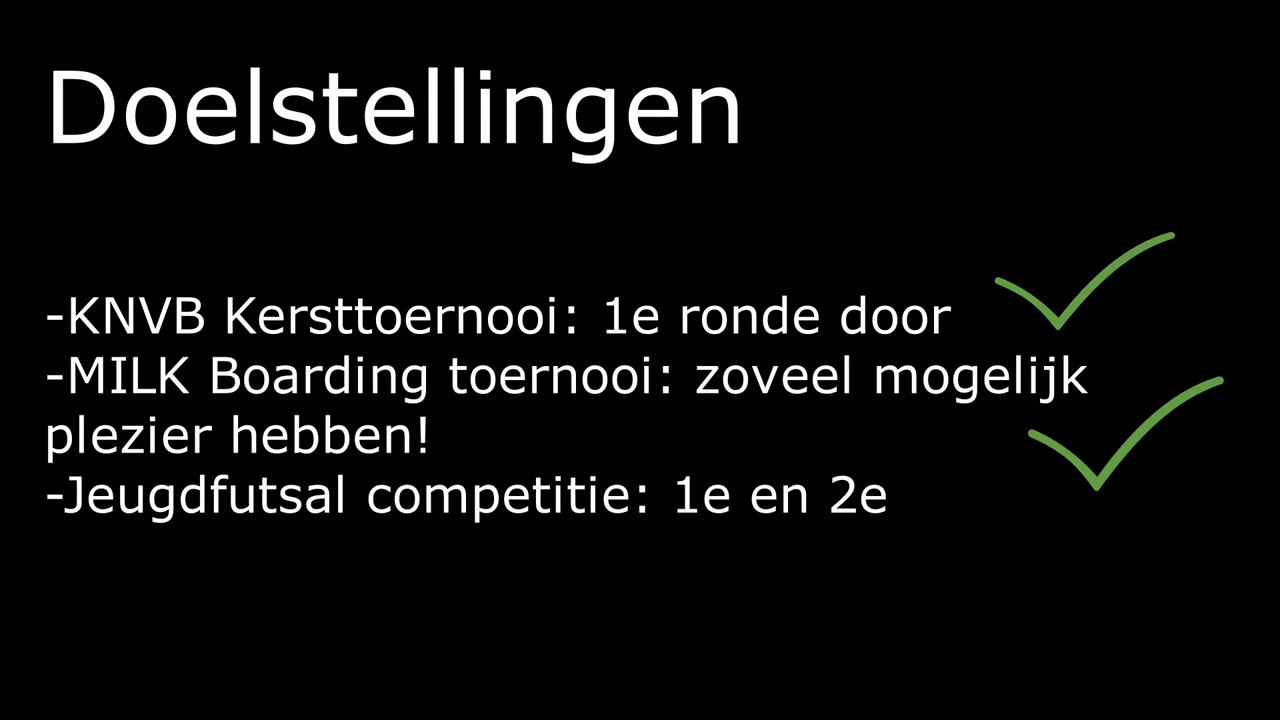 Doelstellingen
-KNVB Kersttoernooi: 1e ronde door
-MILK Boarding toernooi: zoveel mogelijk
plezier hebben!
-Jeugdfutsal competitie: 1e en 2e